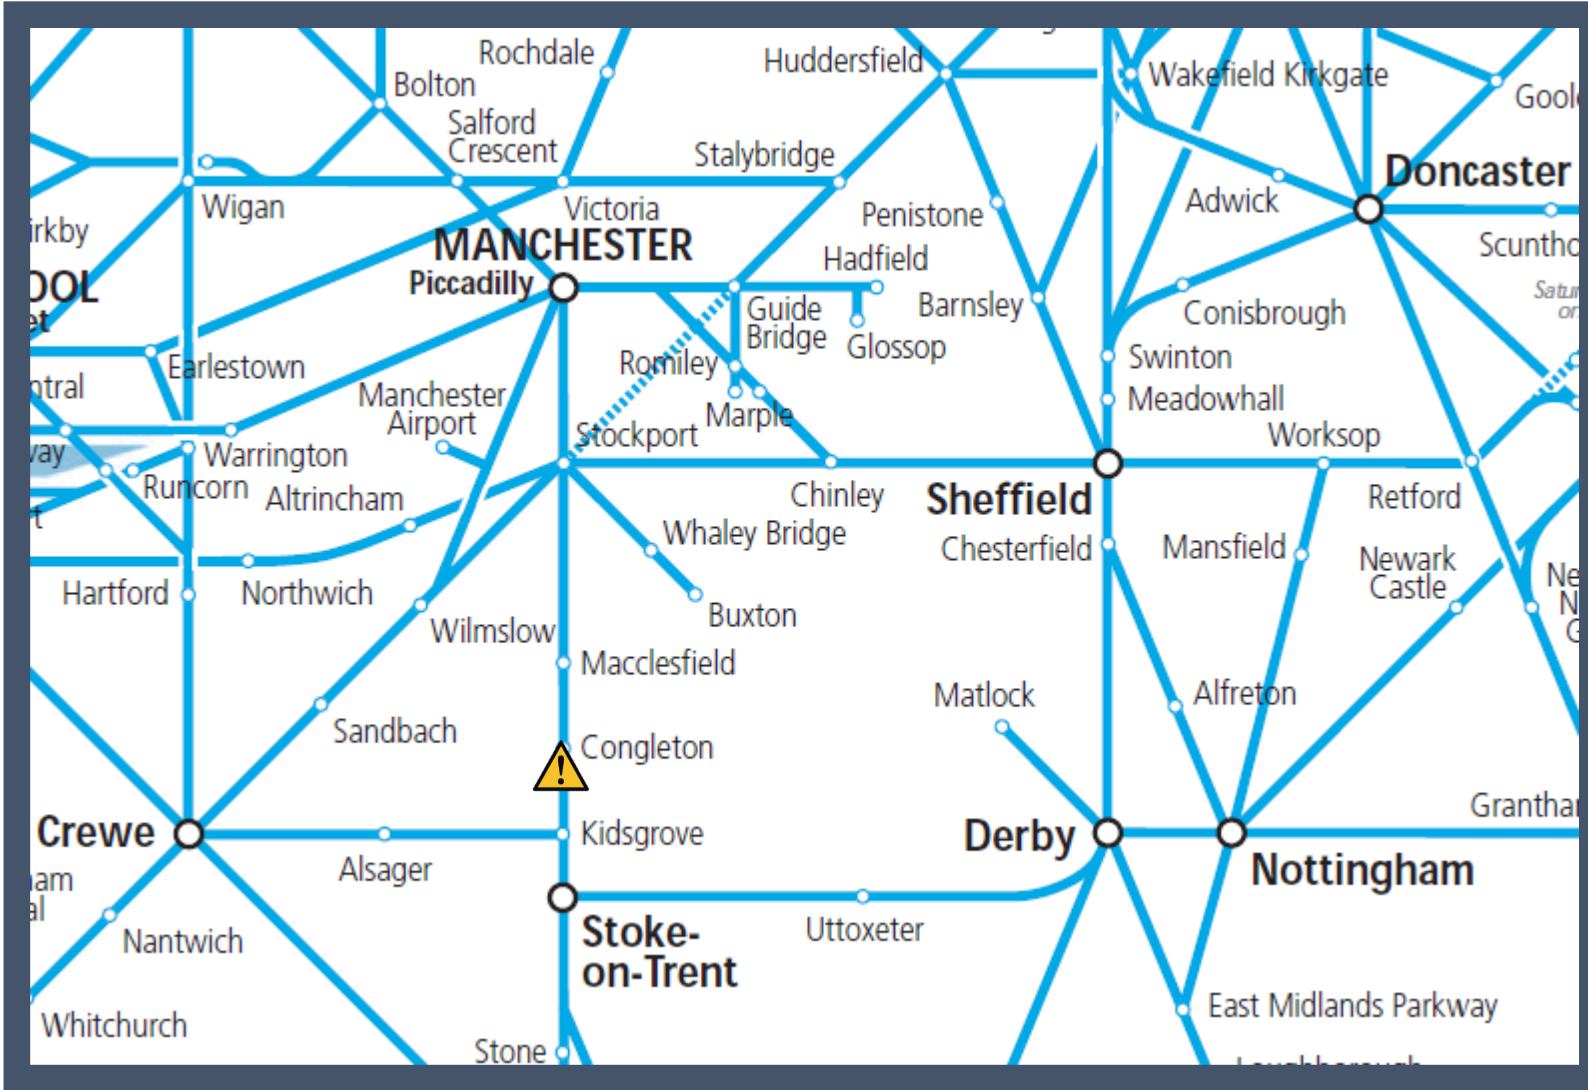 Rochdale
Huddersfield
Bolton
Wakefield Kirkgate
Salford
Crescent
Stalybridge
Doncaster
Wigan
Victoria
Penistone
Adwick
MANCHESTER
Piccadilly
Hadfield
Barnsley
Guide
Bridge
Glossop
Conisbrough
Romiley
Swinton
Earlestown
Manchester
Airport
Marple
Meadowhall
Stockport
Worksop
Warrington
Runcorn
Altrincham
Chinley
Sheffield
Retford
Whaley Bridge
Chesterfield
Mansfield
Newark
Castle
Hartford
Northwich
Buxton
Wilmslow
Macclesfield
Matlock
Alfreton
Sandbach
Congleton
!
Crewe
Kidsgrove
Derby
Alsager
Nottingham
Stoke-
on-Trent
Uttoxeter
Nantwich
East Midlands Parkway
Whitchurch
Stone